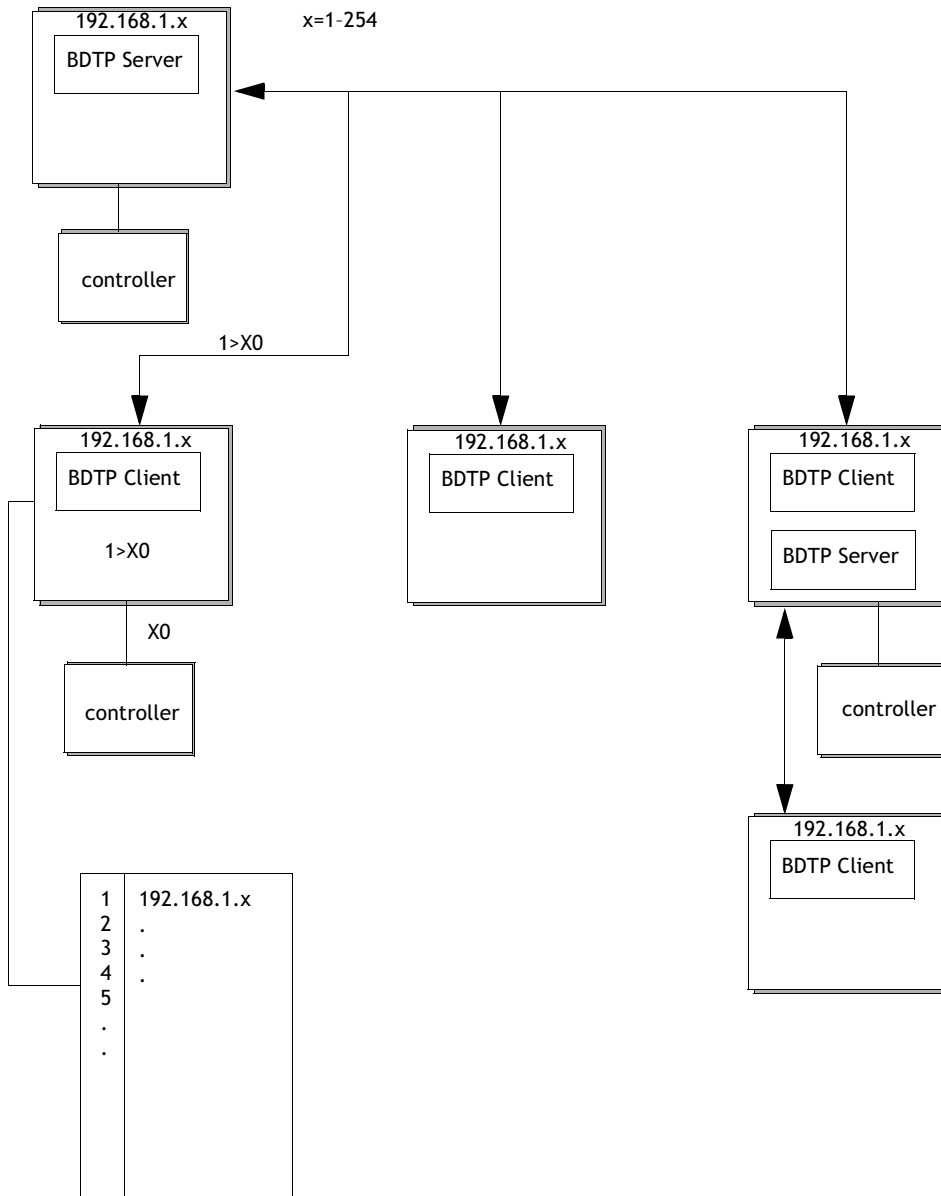 192.168.1.x
x=1-254
BDTP Server
controller
1>X0
192.168.1.x
BDTP Client
1>X0
X0
controller
192.168.1.x
BDTP Client
192.168.1.x
BDTP Client
BDTP Server
controller
192.168.1.x
BDTP Client
1 192.168.1.x
2 .
3 .
4 .
5
.
.